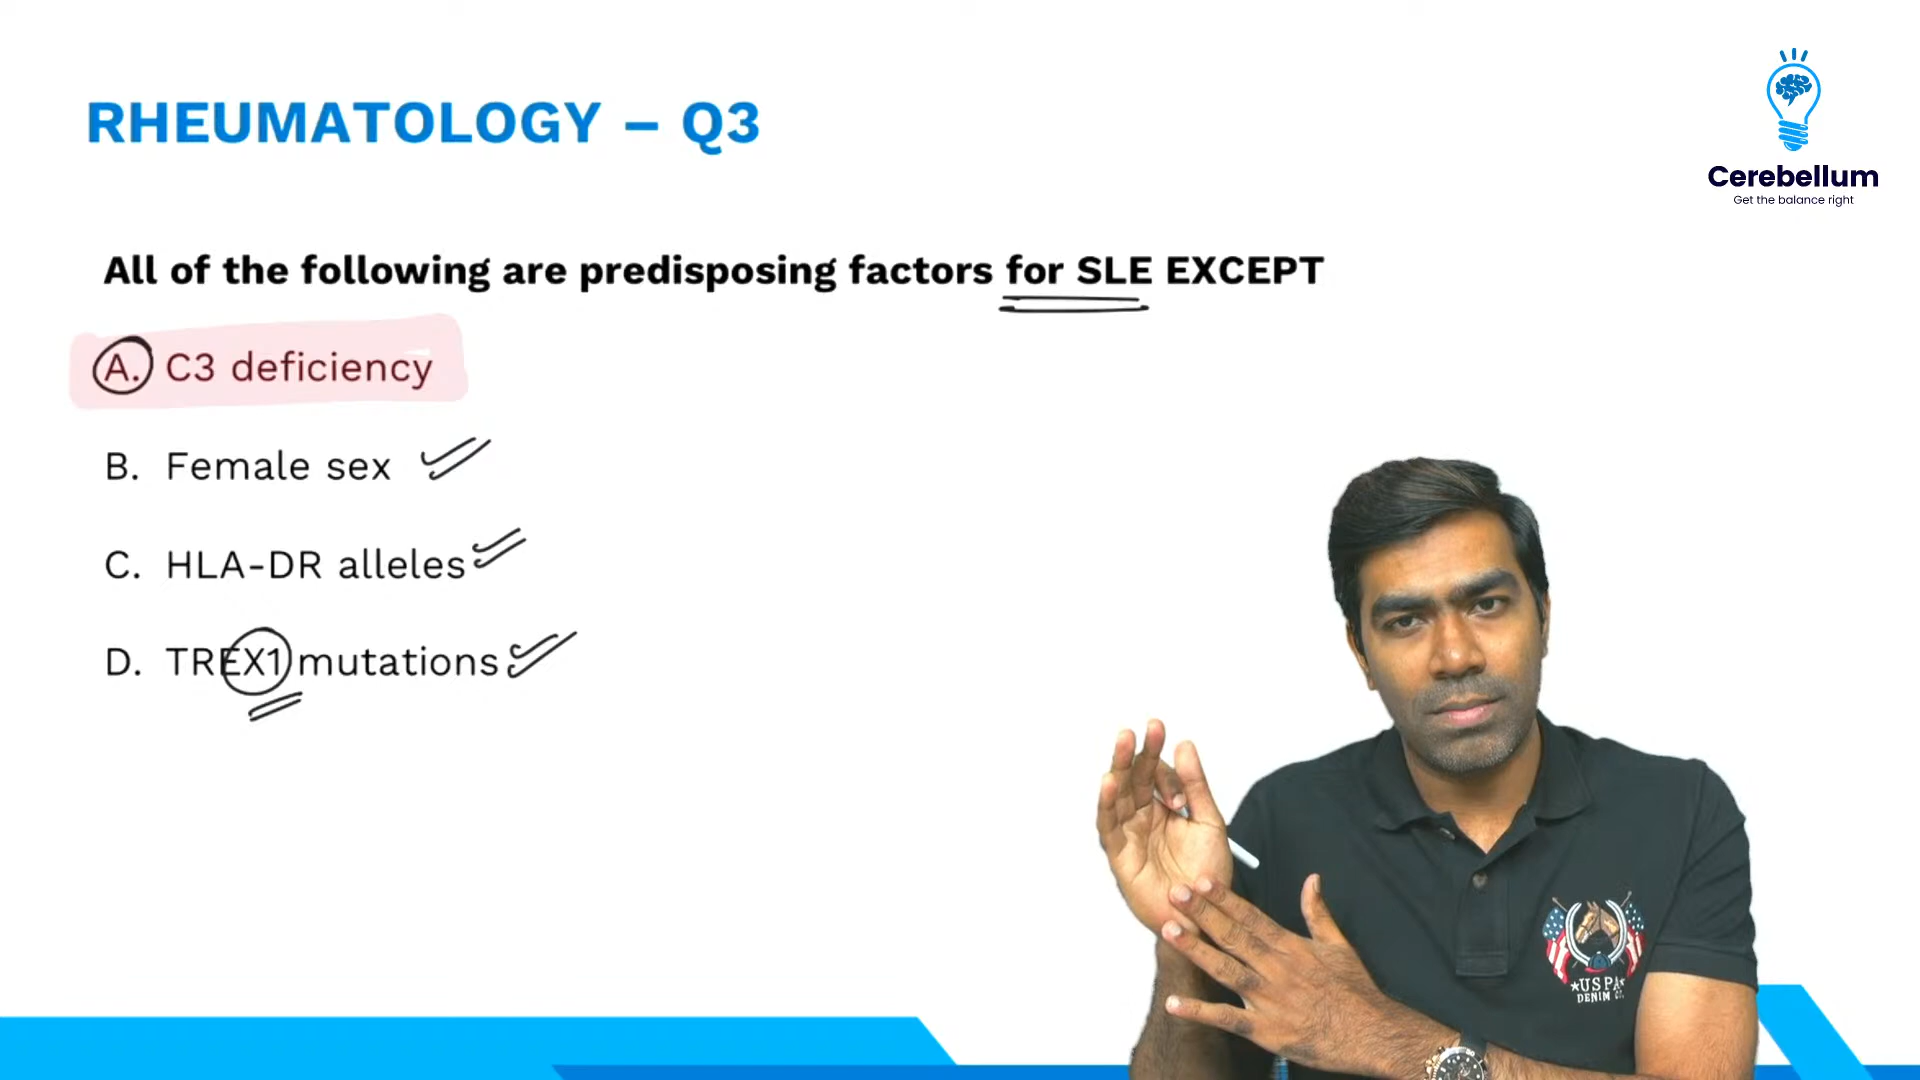 RHEUMATOLOGY – Q3
Cerebellum
Get the balance right
All of the following are predisposing factors for SLE EXCEPT
A. C3 deficiency
B. Female sex
C. HLA-DR alleles
D. TREX1 mutations
USPA
DENIM CO.